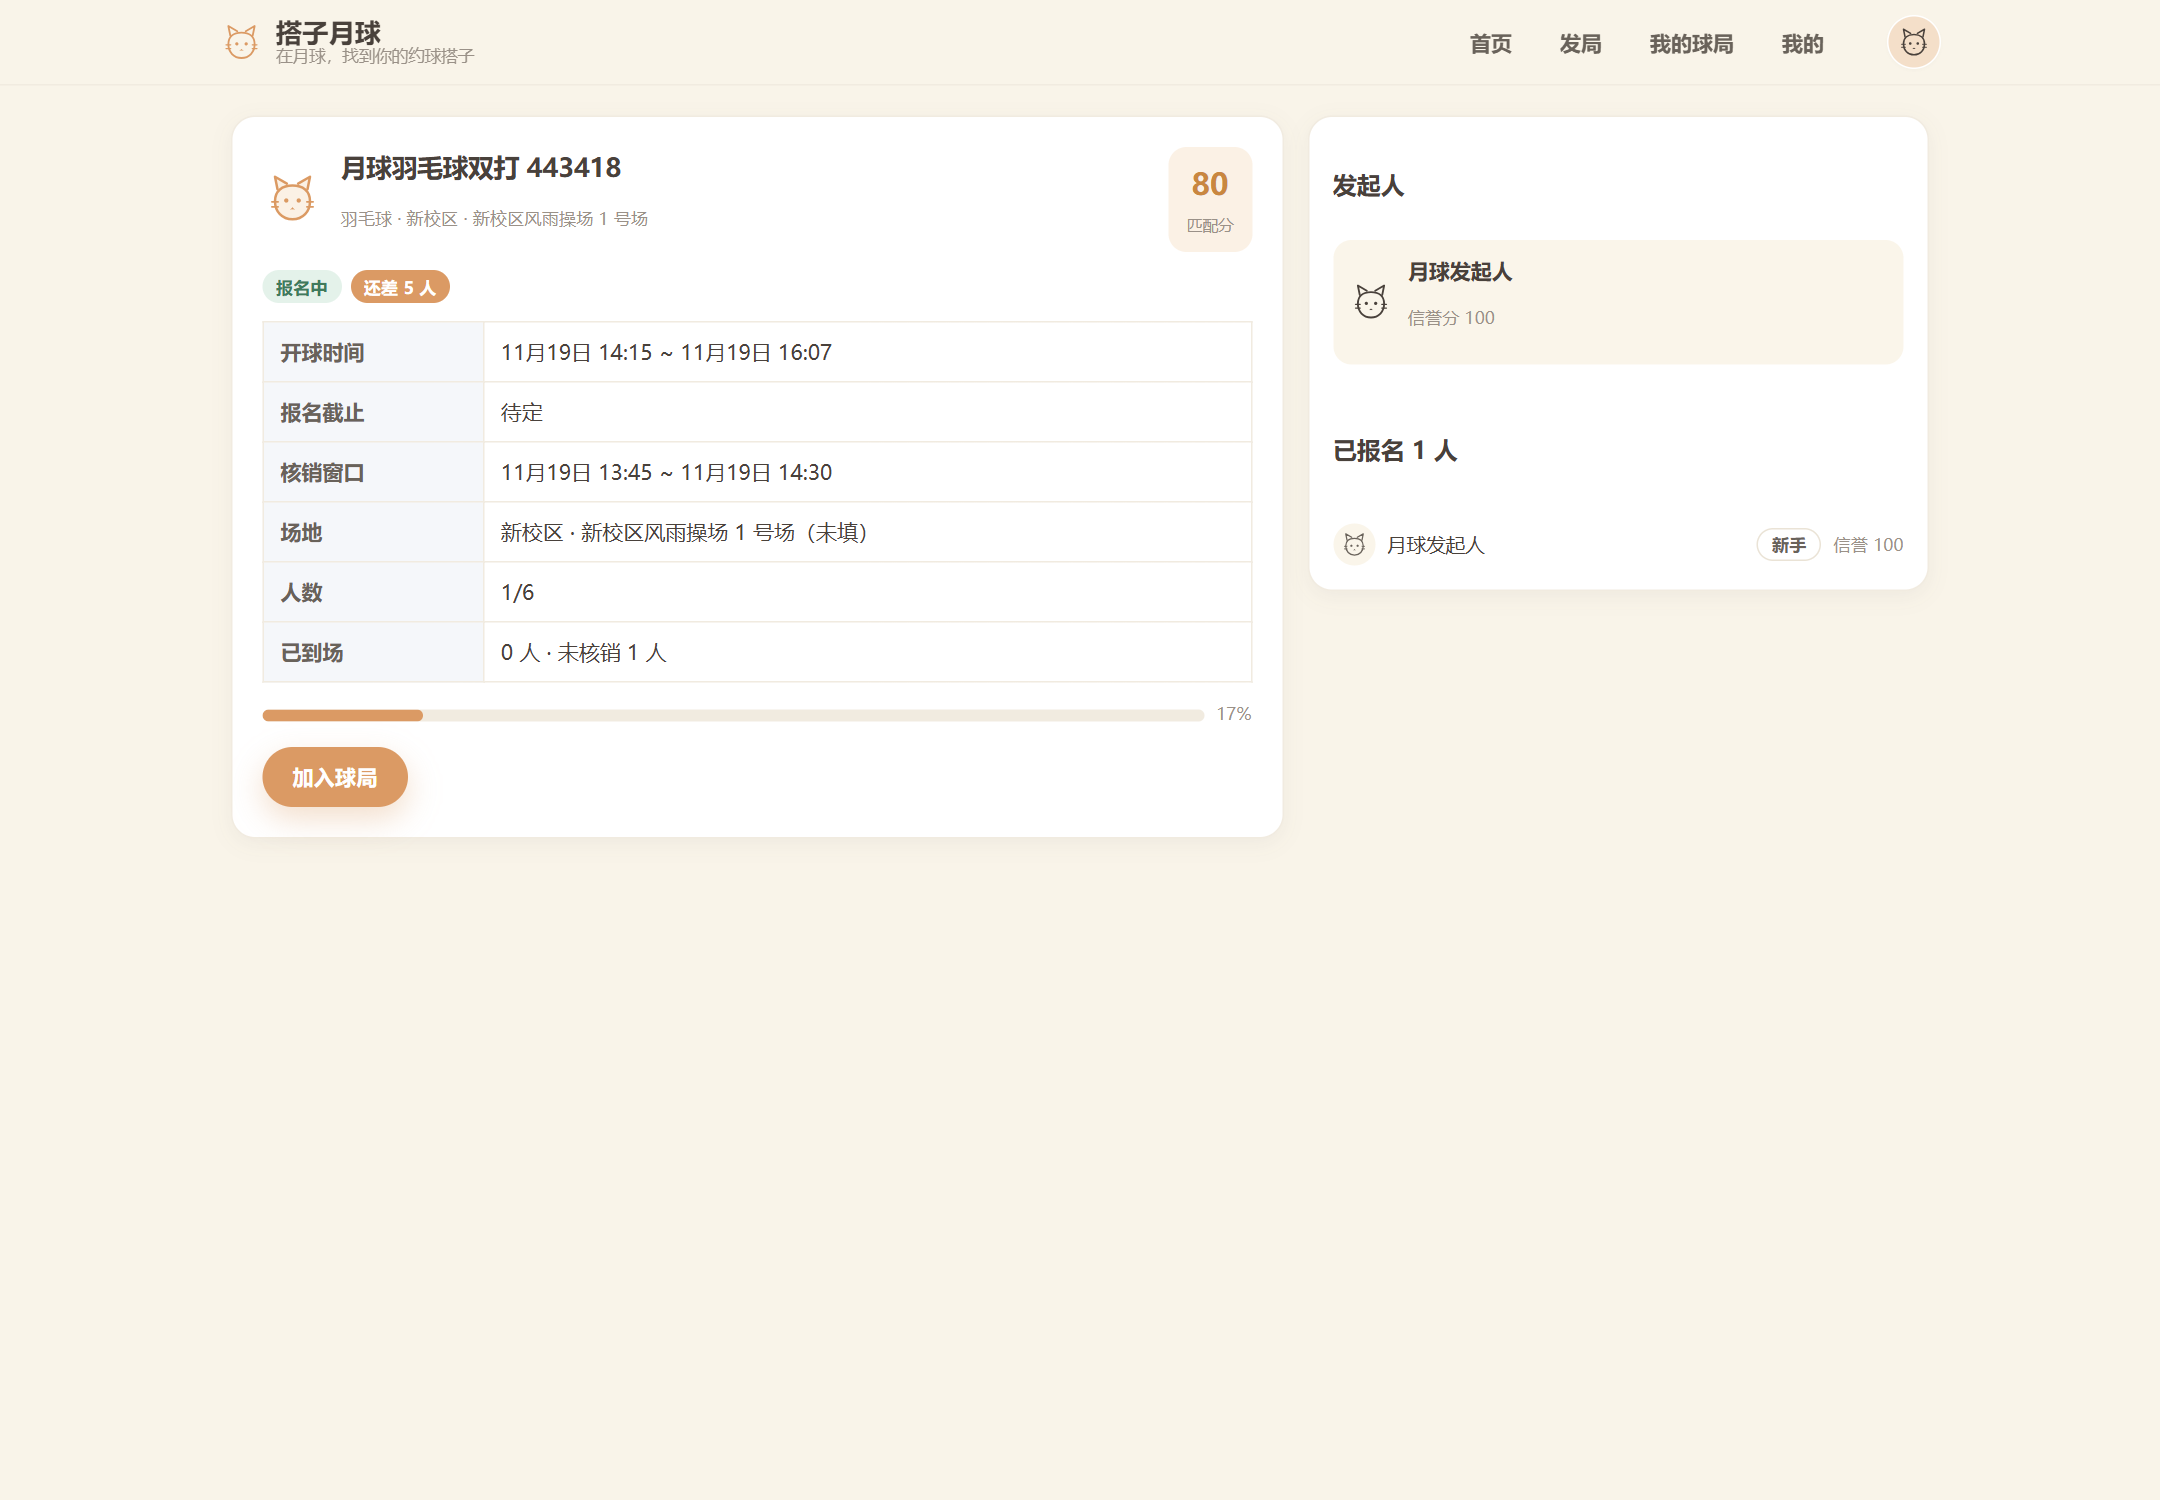 搭子月球
在月球，找到你的约球搭子
首页 发局 我的球局 我的
月球羽毛球双打 443418
羽毛球 · 新校区 · 新校区风雨操场 1 号场
80
匹配分
报名中 还差 5 人
开球时间 11月19日 14:15 ~ 11月19日 16:07
报名截止 待定
核销窗口 11月19日 13:45 ~ 11月19日 14:30
场地 新校区 · 新校区风雨操场 1 号场（未填）
人数 1/6
已到场 0 人 · 未核销 1 人
17%
加入球局
发起人
月球发起人
信誉分 100
已报名 1 人
月球发起人 新手 信誉 100